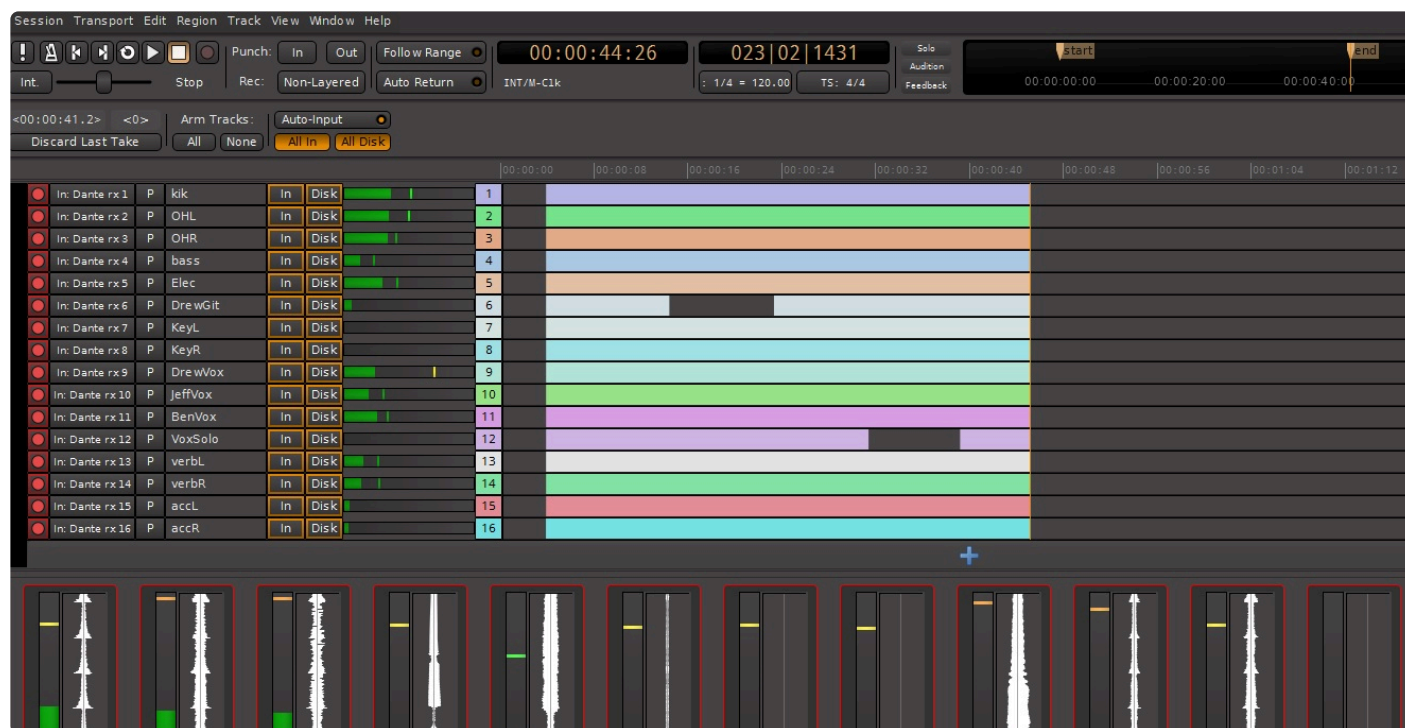 Session Transport Edit Region Track View Window Help
Punch: In Out Follow Range 00:00:44:26 023|02|1431 Solo
Audition
Feedback
start end
Int. Stop Rec: Non-Layered Auto Return INT/M-Clk : 1/4 = 120.00 TS: 4/4
00:00:00:00 00:00:20:00 00:00:40:00
<00:00:41.2> <0> Arm Tracks: Auto-Input
Discard Last Take All None All In All Disk
00:00:00 00:00:08 00:00:16 00:00:24 00:00:32 00:00:40 00:00:48 00:00:56 00:01:04 00:01:12
In: Dante rx 1 P kik In Disk 1
In: Dante rx 2 P OHL In Disk 2
In: Dante rx 3 P OHR In Disk 3
In: Dante rx 4 P bass In Disk 4
In: Dante rx 5 P Elec In Disk 5
In: Dante rx 6 P DrewGit In Disk 6
In: Dante rx 7 P KeyL In Disk 7
In: Dante rx 8 P KeyR In Disk 8
In: Dante rx 9 P DrewVox In Disk 9
In: Dante rx 10 P JeffVox In Disk 10
In: Dante rx 11 P BenVox In Disk 11
In: Dante rx 12 P VoxSolo In Disk 12
In: Dante rx 13 P verbL In Disk 13
In: Dante rx 14 P verbR In Disk 14
In: Dante rx 15 P accL In Disk 15
In: Dante rx 16 P accR In Disk 16